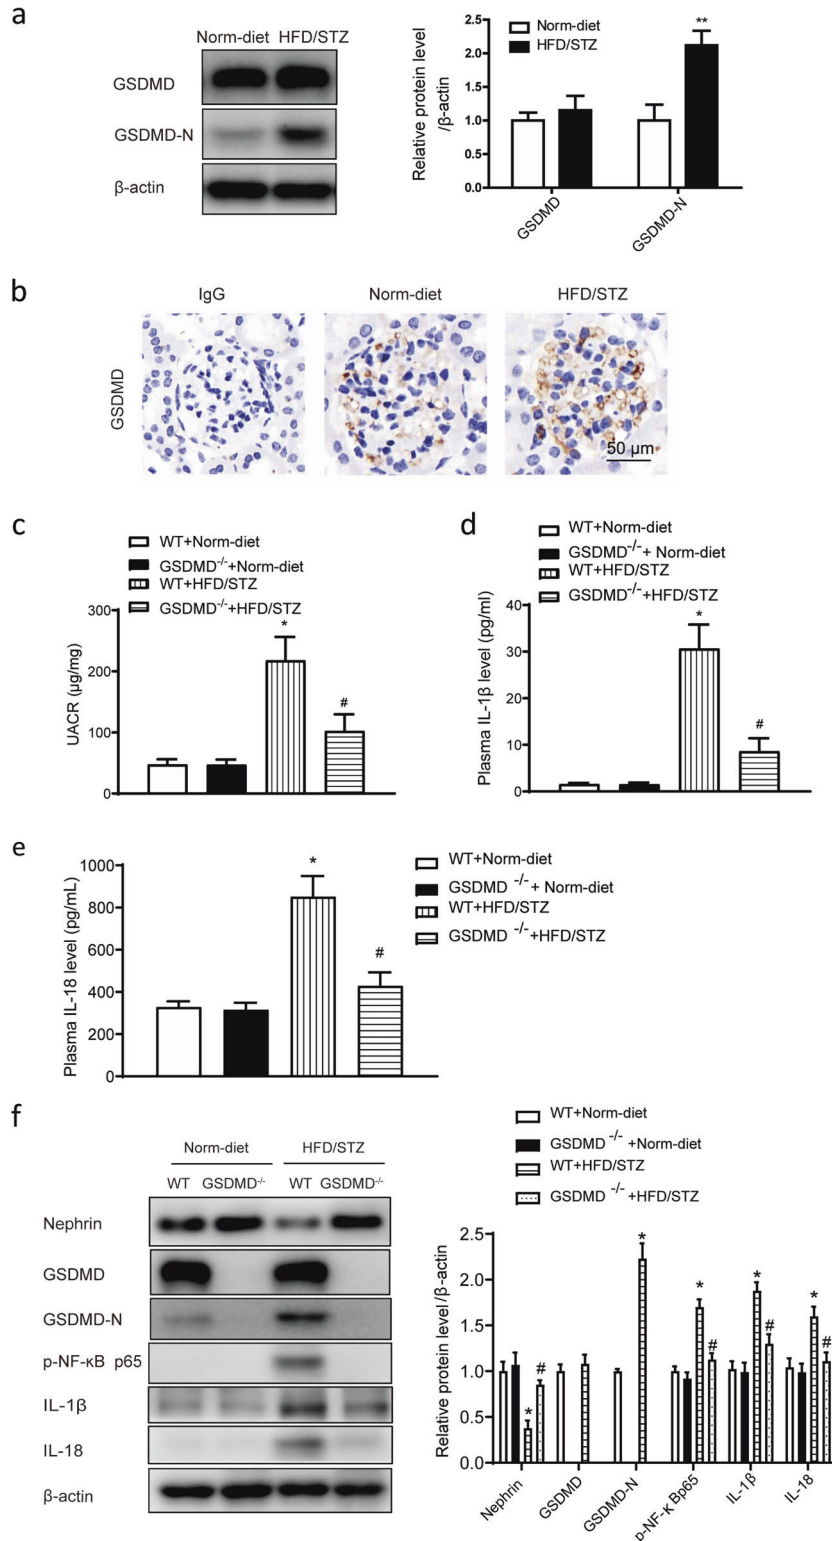 a
Norm-diet HFD/STZ
GSDMD
GSDMD-N
β-actin
Relative protein level
/β-actin
2.5
2.0
1.5
1.0
0.5
0.0
Norm-diet
HFD/STZ
**
GSDMD
GSDMD-N
b
IgG
Norm-diet
HFD/STZ
GSDMD
50 µm
c
WT+Norm-diet
GSDMD-/-+Norm-diet
WT+HFD/STZ
GSDMD-/-+HFD/STZ
UACR (µg/mg)
300
200
100
0
*
#
d
WT+Norm-diet
GSDMD-/-+ Norm-diet
WT+HFD/STZ
GSDMD-/-+HFD/STZ
Plasma IL-1β level (pg/ml)
40
30
20
10
0
*
#
e
Plasma IL-18 level (pg/mL)
1000
800
600
400
200
0
*
#
WT+Norm-diet
GSDMD -/-+ Norm-diet
WT+HFD/STZ
GSDMD -/-+HFD/STZ
f
Norm-diet
HFD/STZ
WT GSDMD-/- WT GSDMD-/-
Nephrin
GSDMD
GSDMD-N
p-NF-κB p65
IL-1β
IL-18
β-actin
WT+Norm-diet
GSDMD -/- +Norm-diet
WT+HFD/STZ
GSDMD -/- +HFD/STZ
Relative protein level/β-actin
2.5
2.0
1.5
1.0
0.5
0.0
*
#
*
*
#
*
#
*
#
Nephrin
GSDMD
GSDMD-N
p-NF-κ Bp65
IL-1β
IL-18